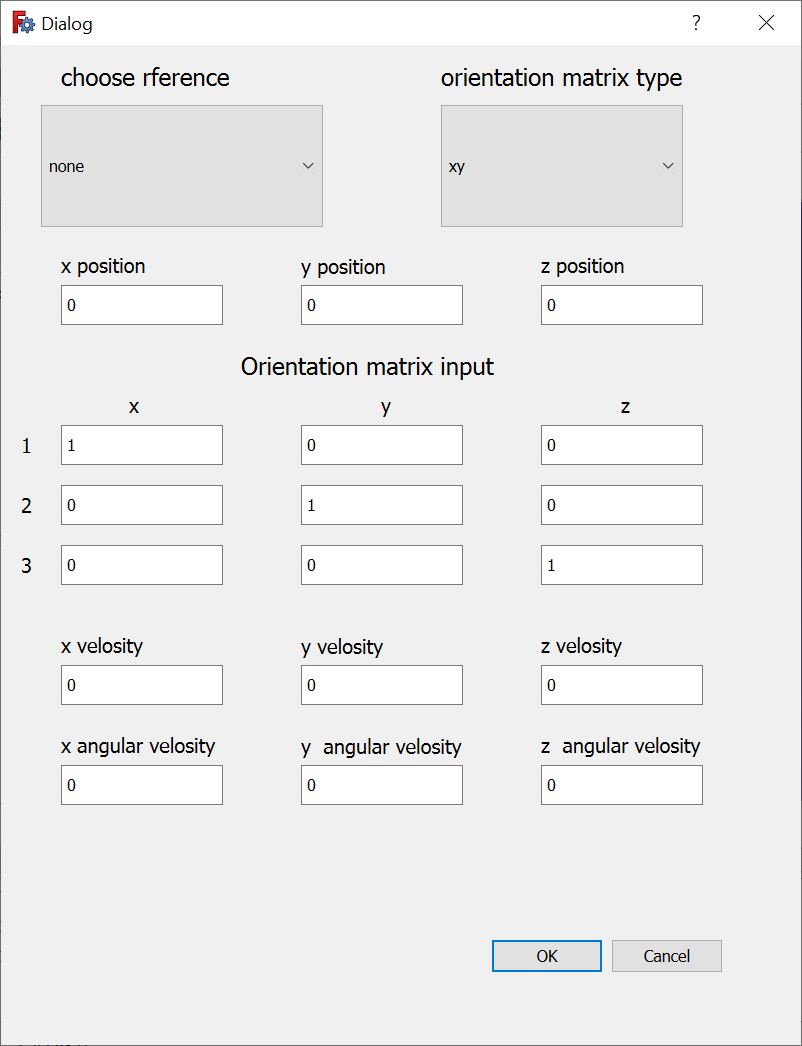 Dialog ?
choose rference orientation matrix type
none xy
x position y position z position
0 0 0
Orientation matrix input
x y z
1 1 0 0
2 0 1 0
3 0 0 1
x velosity y velosity z velosity
0 0 0
x angular velosity y  angular velosity z  angular velosity
0 0 0
OK Cancel